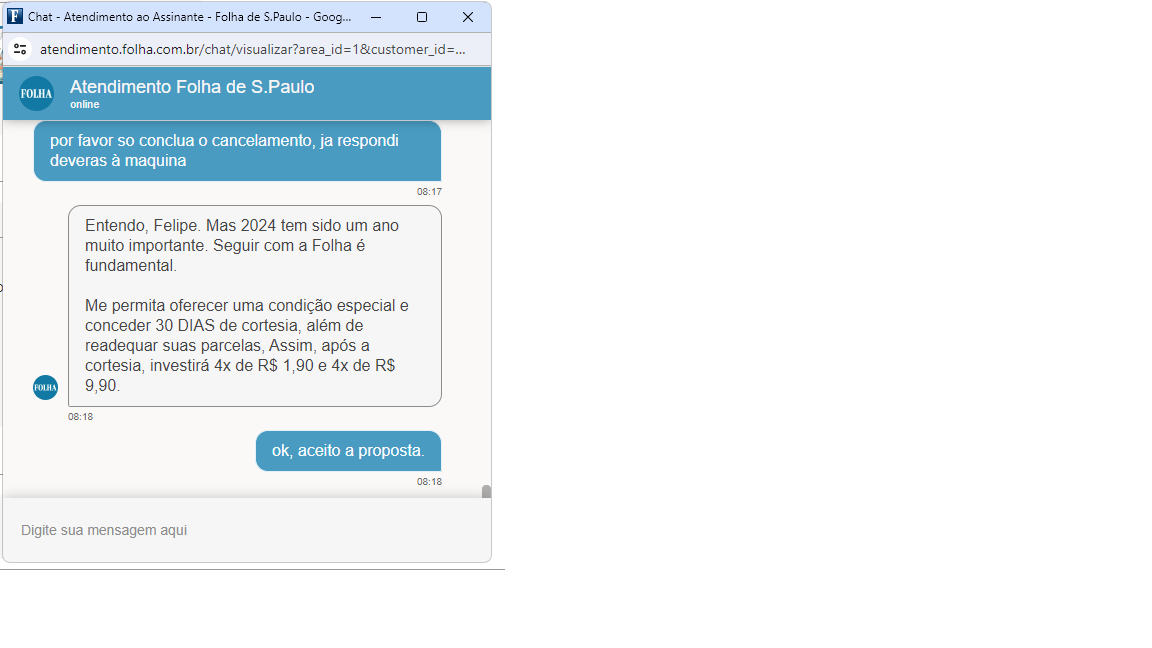 Chat - Atendimento ao Assinante - Folha de S.Paulo - Goog...
atendimento.folha.com.br/chat/visualizar?area_id=1&customer_id=...
FOLHA
Atendimento Folha de S.Paulo
online
por favor so conclua o cancelamento, ja respondi
deveras à maquina
08:17
Entendo, Felipe. Mas 2024 tem sido um ano
muito importante. Seguir com a Folha é
fundamental.
Me permita oferecer uma condição especial e
conceder 30 DIAS de cortesia, além de
readequar suas parcelas, Assim, após a
cortesia, investirá 4x de R$ 1,90 e 4x de R$
9,90.
FOLHA
08:18
ok, aceito a proposta.
08:18
Digite sua mensagem aqui